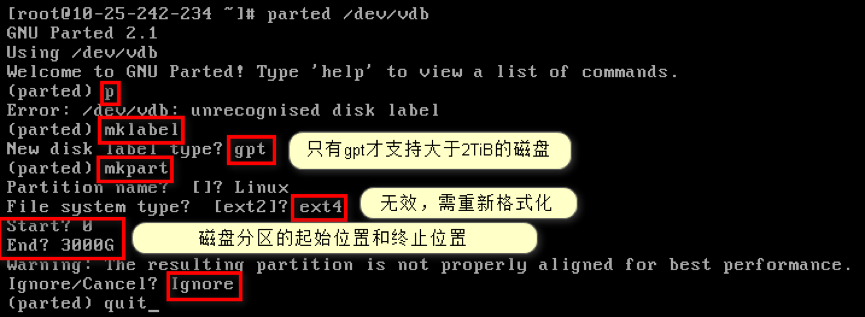 [root@10-25-242-234 ~]# parted /dev/vdb
GNU Parted 2.1
Using /dev/vdb
Welcome to GNU Parted! Type 'help' to view a list of commands.
(parted) p
Error: /dev/vdb: unrecognised disk label
(parted) mklabel
New disk label type? gpt
只有gpt才支持大于2TiB的磁盘
(parted) mkpart
Partition name?  []? Linux
File system type?  [ext2]? ext4
无效，需重新格式化
Start? 0
End? 3000G
磁盘分区的起始位置和终止位置
Warning: The resulting partition is not properly aligned for best performance.
Ignore/Cancel? Ignore
(parted) quit_